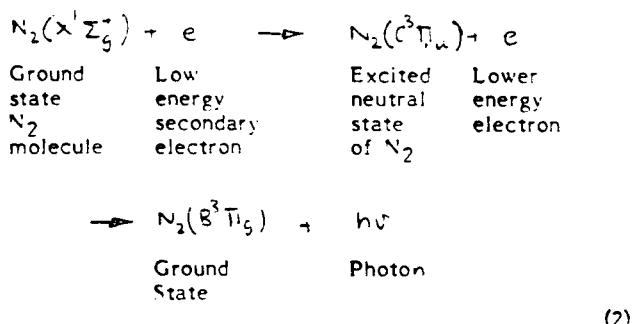 N₂(X¹Σg⁺) + e → N₂(C³Πu) + e
Ground Low Excited Lower
state energy neutral energy
N₂ secondary state electron
molecule electron of N₂
→ N₂(B³Πg) + hν
Ground Photon
State
(2)